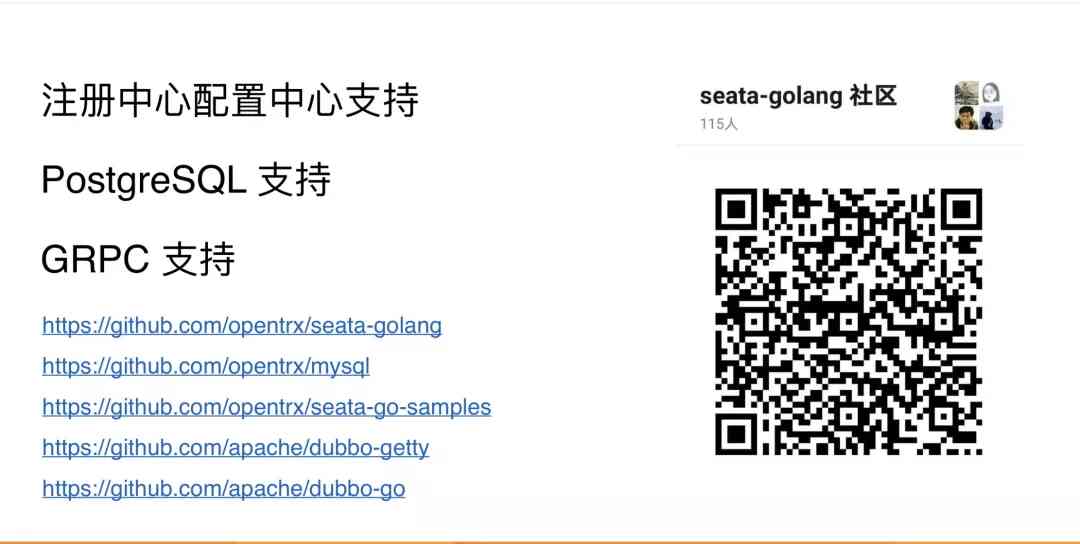 注册中心配置中心支持
PostgreSQL 支持
GRPC 支持
https://github.com/opentrx/seata-golang
https://github.com/opentrx/mysql
https://github.com/opentrx/seata-go-samples
https://github.com/apache/dubbo-getty
https://github.com/apache/dubbo-go
seata-golang 社区
115人